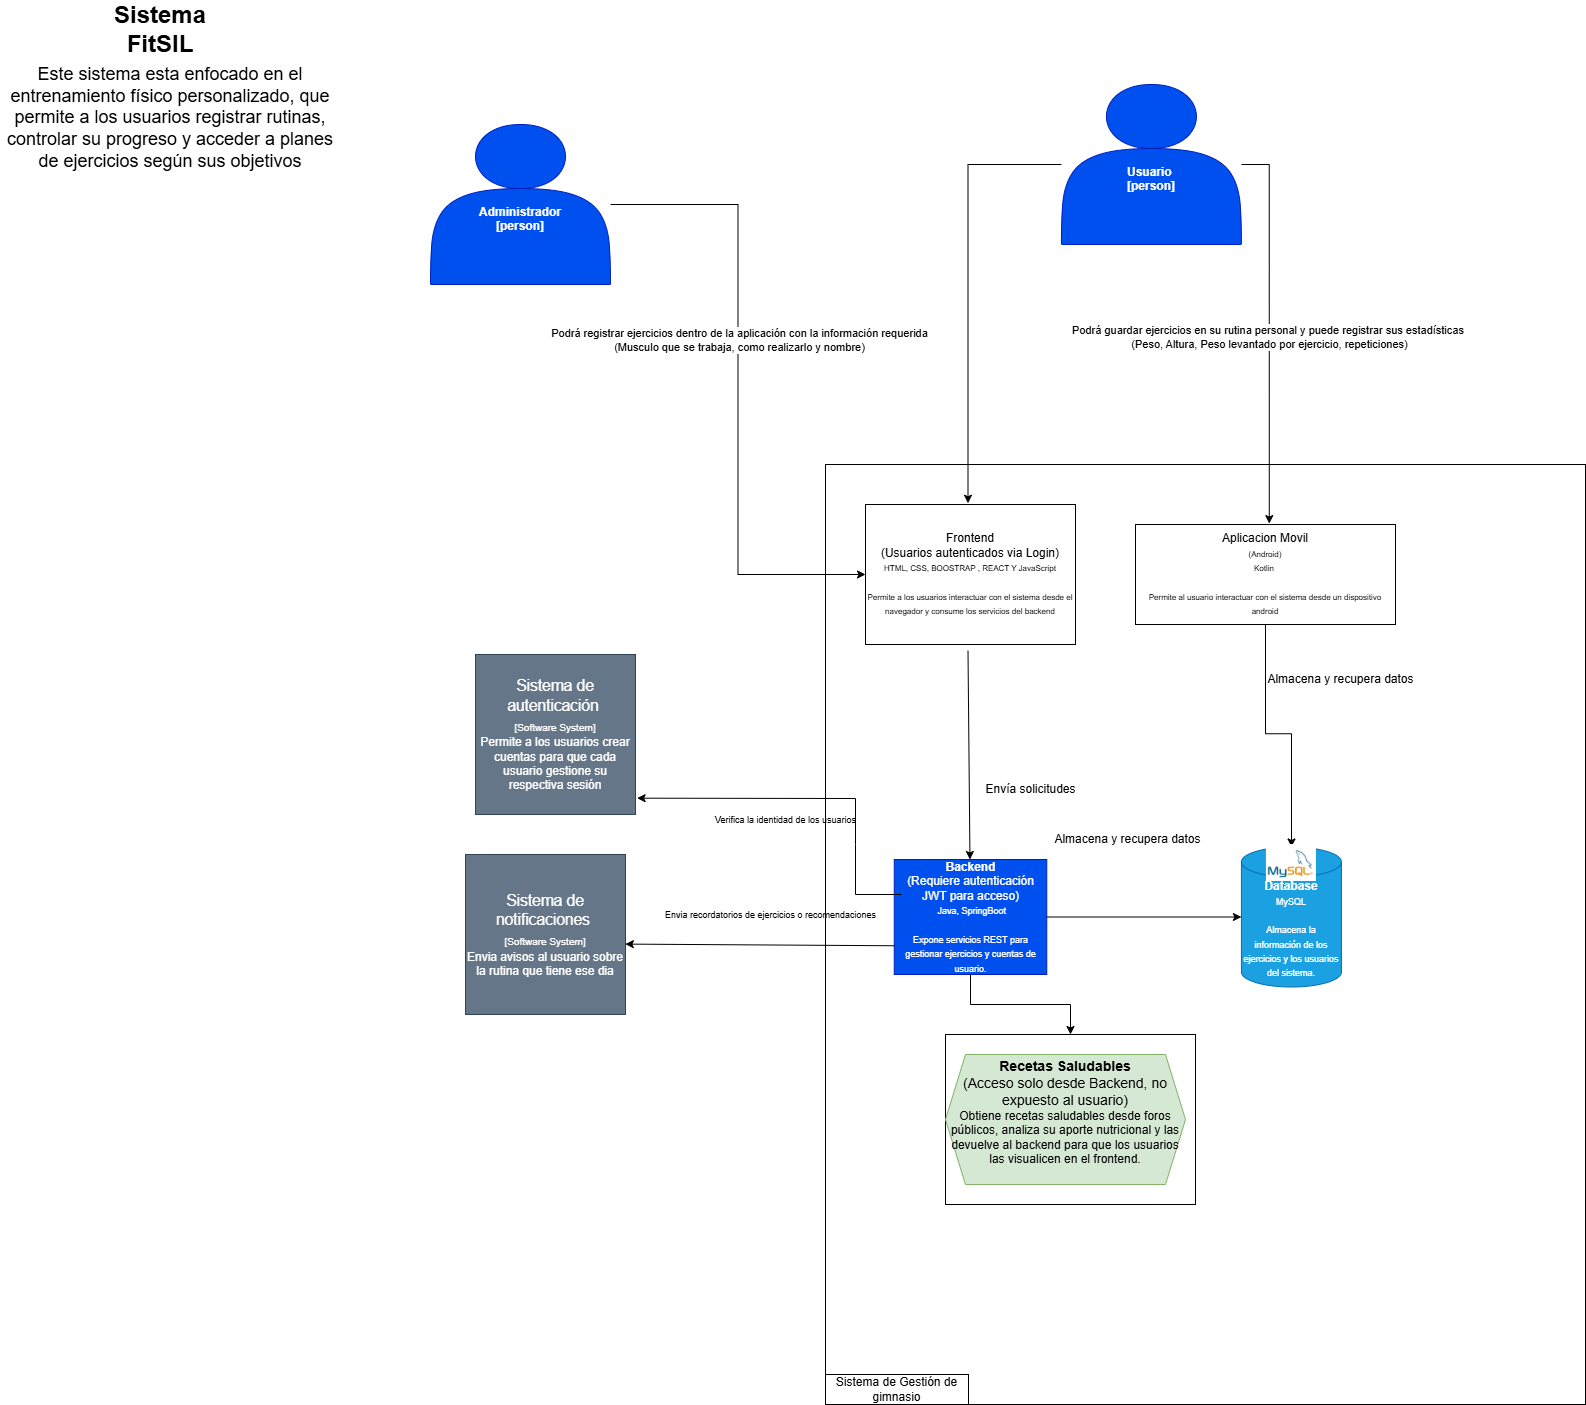 Sistema
FitSIL
Este sistema esta enfocado en el
entrenamiento físico personalizado, que
permite a los usuarios registrar rutinas,
controlar su progreso y acceder a planes
de ejercicios según sus objetivos
Administrador
[person]
Usuario
[person]
Podrá registrar ejercicios dentro de la aplicación con la información requerida
(Musculo que se trabaja, como realizarlo y nombre)
Podrá guardar ejercicios en su rutina personal y puede registrar sus estadísticas
(Peso, Altura, Peso levantado por ejercicio, repeticiones)
Frontend
(Usuarios autenticados via Login)
HTML, CSS, BOOSTRAP , REACT Y JavaScript
Permite a los usuarios interactuar con el sistema desde el
navegador y consume los servicios del backend
Aplicacion Movil
(Android)
Kotlin
Permite al usuario interactuar con el sistema desde un dispositivo
android
Almacena y recupera datos
Sistema de
autenticación
[Software System]
Permite a los usuarios crear
cuentas para que cada
usuario gestione su
respectiva sesión
Envía solicitudes
Verifica la identidad de los usuarios
Almacena y recupera datos
Sistema de
notificaciones
[Software System]
Envia avisos al usuario sobre
la rutina que tiene ese dia
Envia recordatorios de ejercicios o recomendaciones
Backend
(Requiere autenticación
JWT para acceso)
Java, SpringBoot
Expone servicios REST para
gestionar ejercicios y cuentas de
usuario.
MySQL
Database
MySQL
Almacena la
información de los
ejercicios y los usuarios
del sistema.
Recetas Saludables
(Acceso solo desde Backend, no
expuesto al usuario)
Obtiene recetas saludables desde foros
públicos, analiza su aporte nutricional y las
devuelve al backend para que los usuarios
las visualicen en el frontend.
Sistema de Gestión de
gimnasio